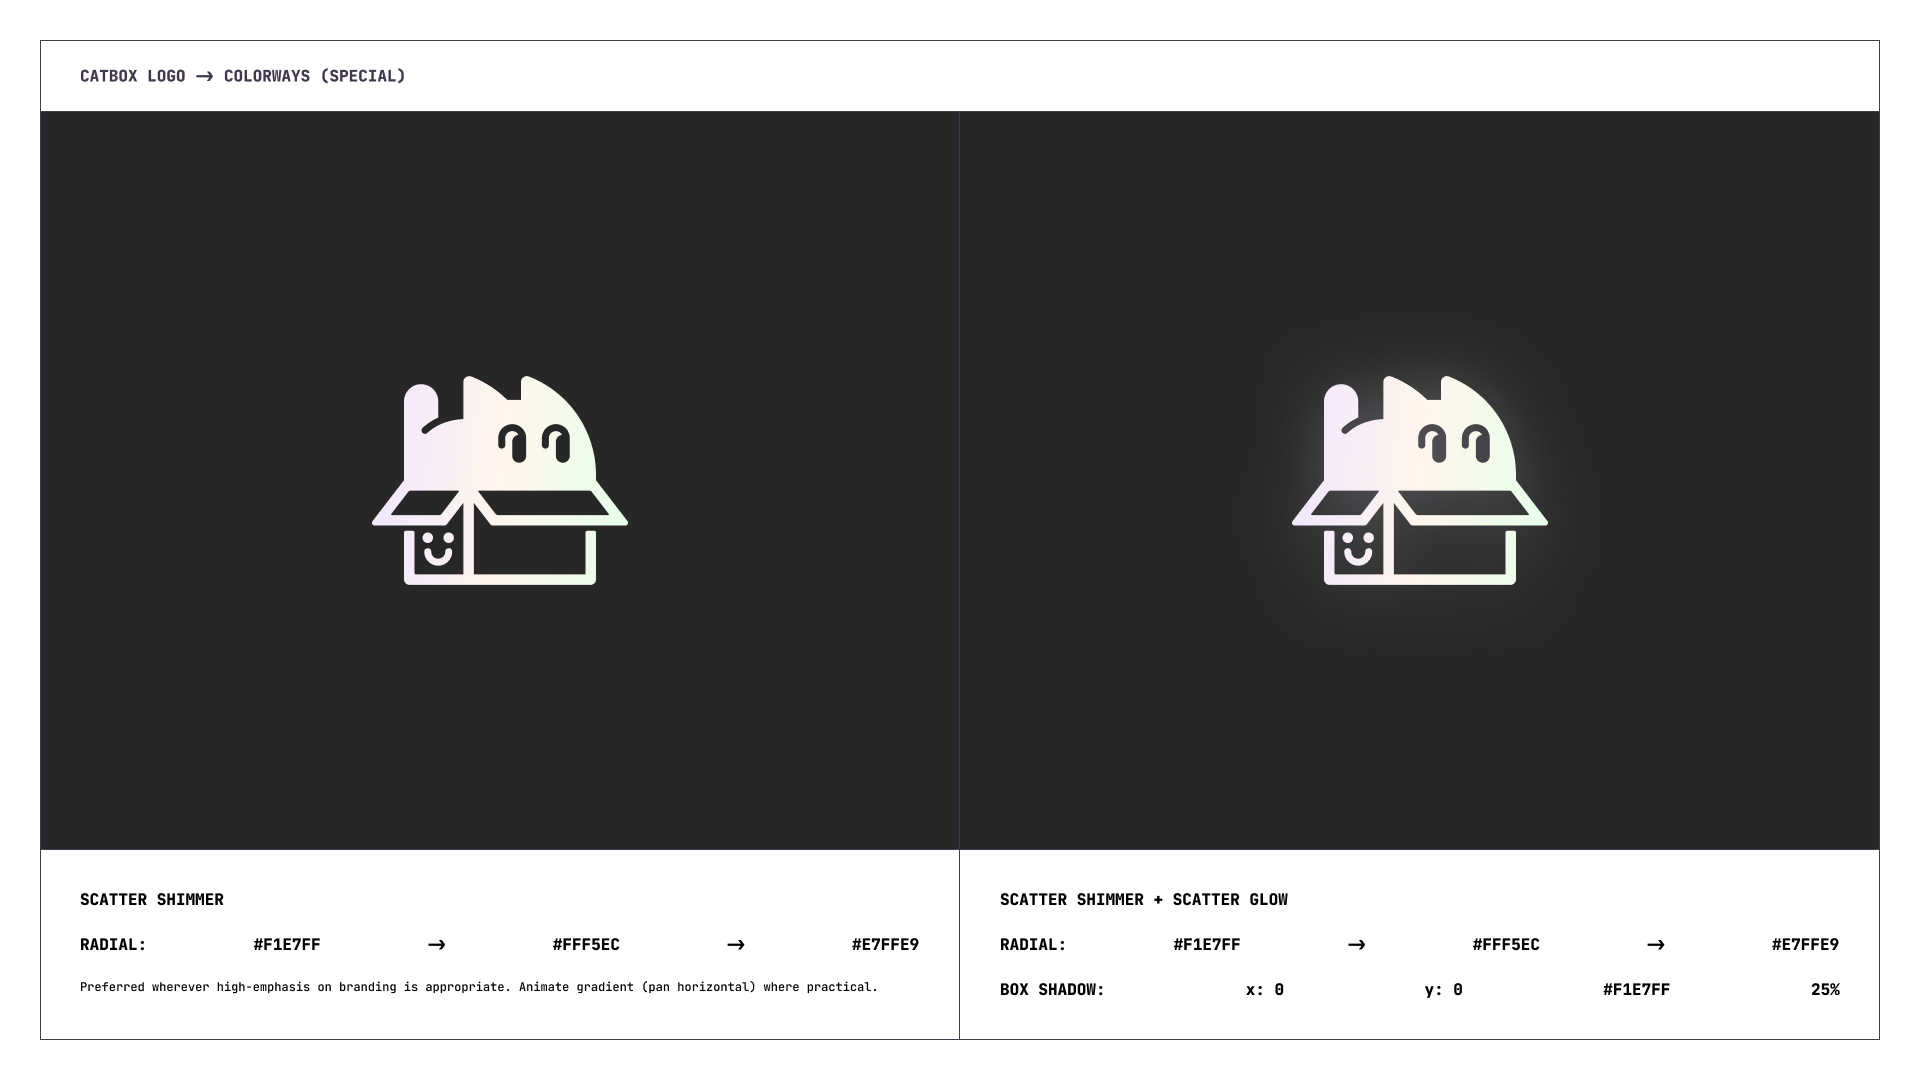 CATBOX LOGO -> COLORWAYS (SPECIAL)
SCATTER SHIMMER
RADIAL: #F1E7FF -> #FFF5EC -> #E7FFE9
Preferred wherever high-emphasis on branding is appropriate. Animate gradient (pan horizontal) where practical.
SCATTER SHIMMER + SCATTER GLOW
RADIAL: #F1E7FF -> #FFF5EC -> #E7FFE9
BOX SHADOW: x: 0 y: 0 #F1E7FF 25%